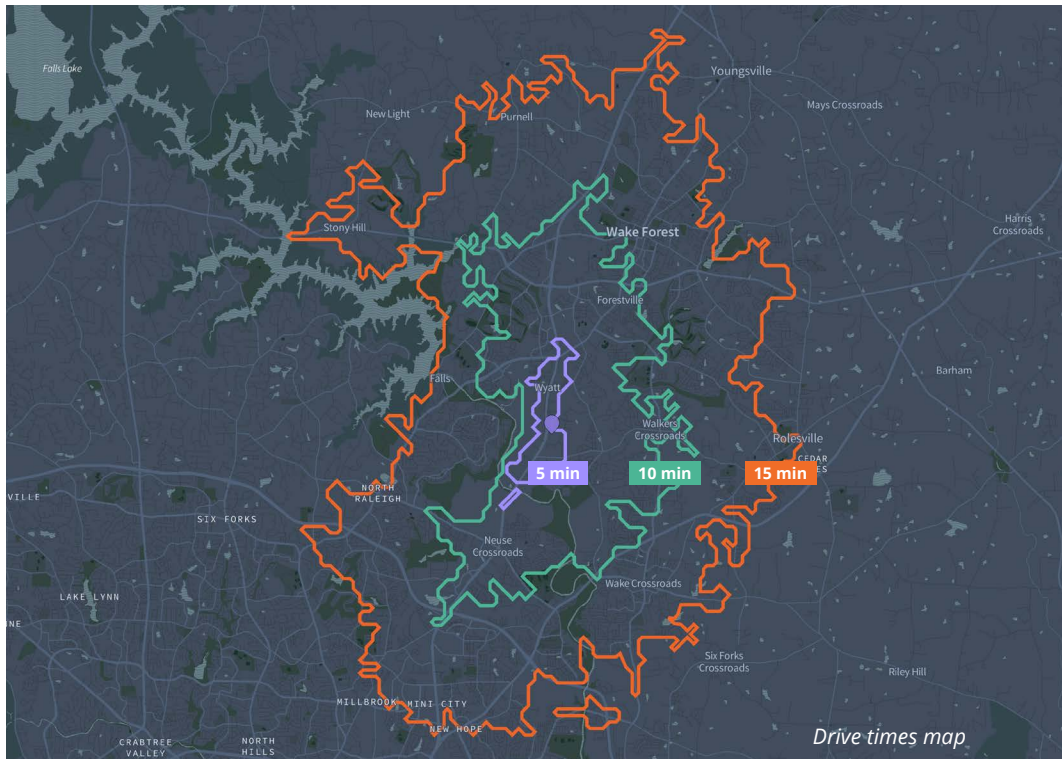 Falls Lake
Youngsville
Mays Crossroads
New Light
Purnell
Harris
Crossroads
Stony Hill
Wake Forest
Forestville
Barham
Falls
Wyatt
Walkers
Crossroads
Rolesville
CEDAR
5 min
10 min
15 min
NORTH
RALEIGH
VILLE
SIX FORKS
Neuse
Crossroads
Wake Crossroads
LAKE LYNN
NE
Six Forks
Crossroads
Riley Hill
MILLBROOK
MINI CITY
NEW HOPE
CRABTREE
VALLEY
NORTH
HILLS
Drive times map